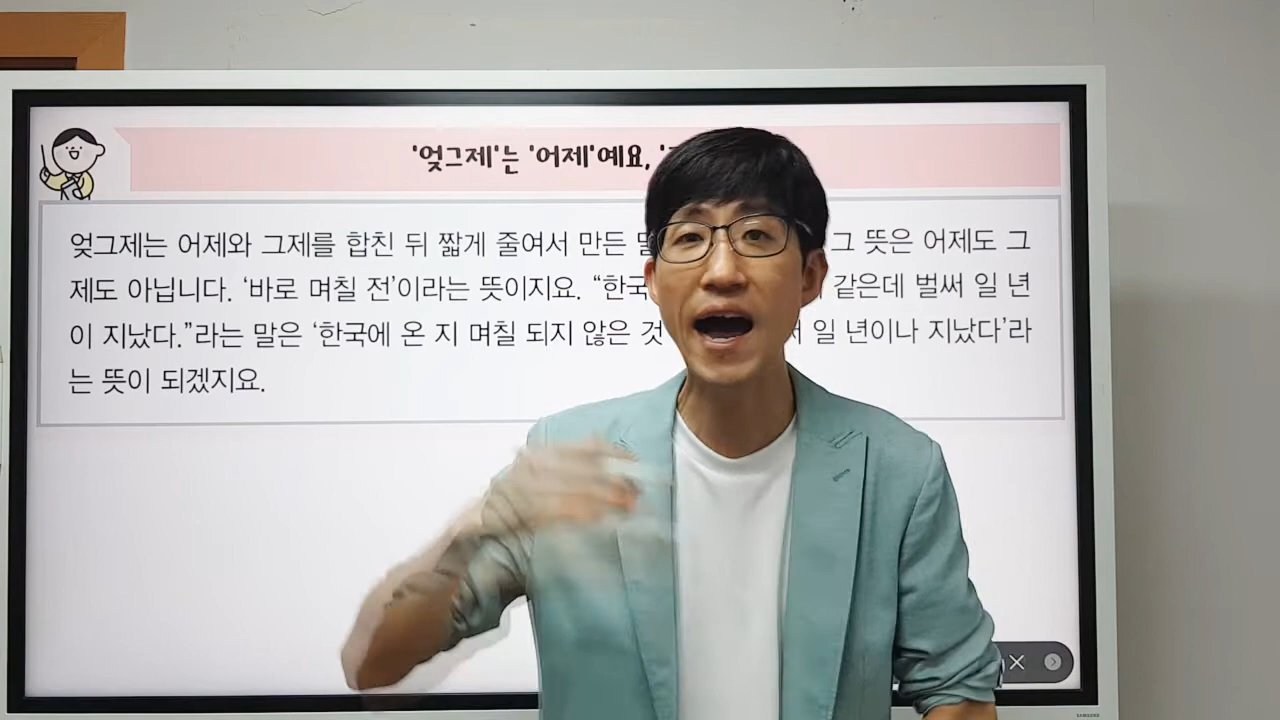 '엊그제'는 '어제'예요,
엊그제는 어제와 그제를 합친 뒤 짧게 줄여서 만든 그 뜻은 어제도 그
제도 아닙니다. '바로 며칠 전'이라는 뜻이지요. “한국 같은데 벌써 일 년
이 지났다.”라는 말은 '한국에 온 지 며칠 되지 않은 것 일 년이나 지났다'라
는 뜻이 되겠지요.
SAMSUNG